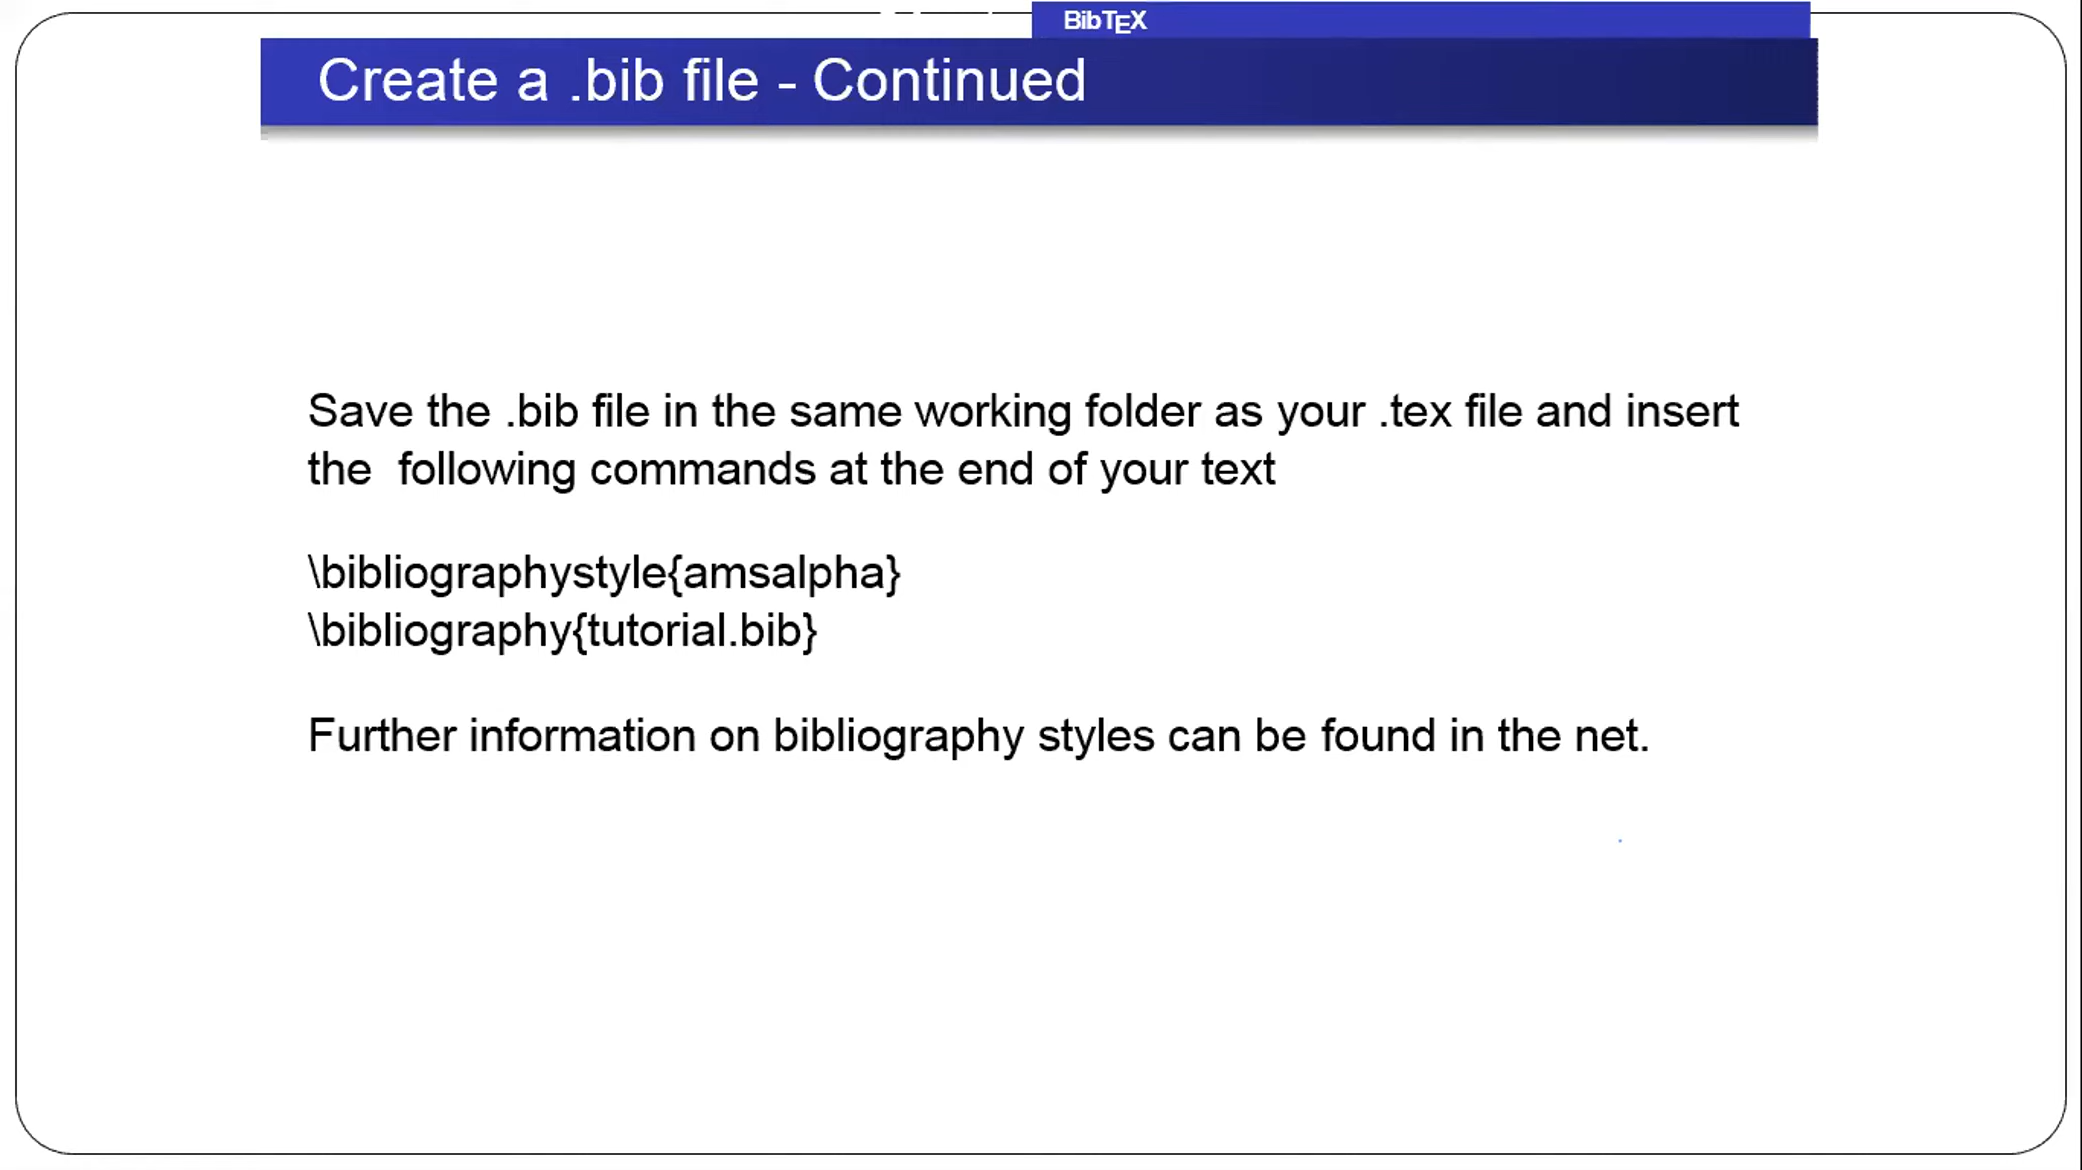 BibTEX
Create a .bib file - Continued
Save the .bib file in the same working folder as your .tex file and insert
the following commands at the end of your text
\bibliographystyle{amsalpha}
\bibliography{tutorial.bib}
Further information on bibliography styles can be found in the net.